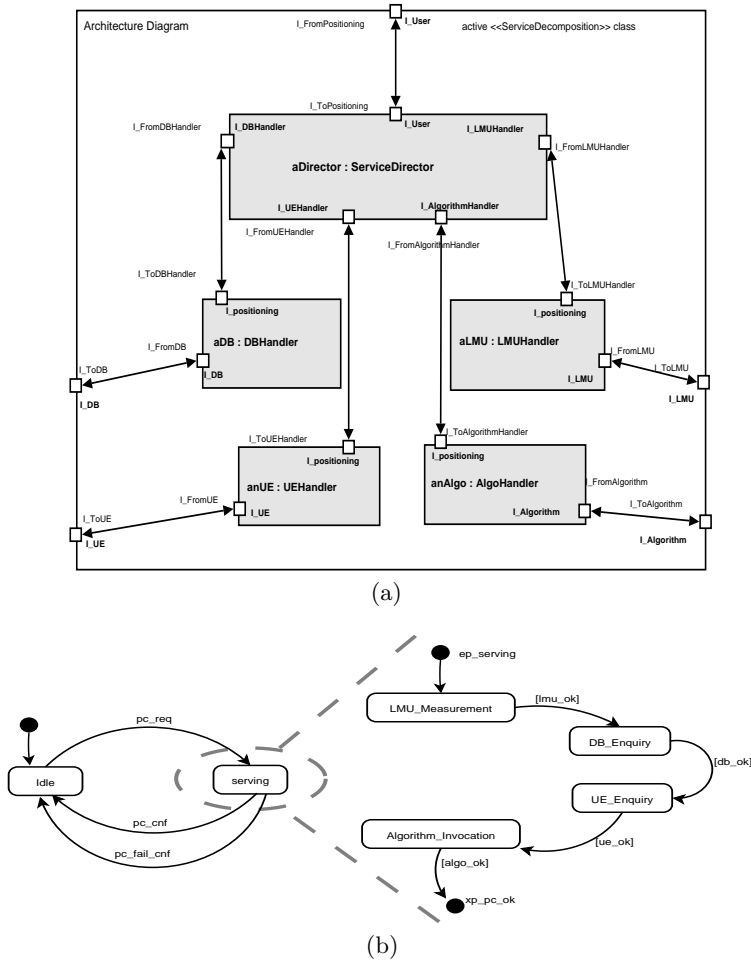 I_FromPositioning
I_User
Architecture Diagram
active <<ServiceDecomposition>> class
I_ToPositioning
I_User
I_FromDBHandler
I_DBHandler
I_LMUHandler
I_FromLMUHandler
aDirector : ServiceDirector
I_UEHandler
I_AlgorithmHandler
I_FromUEHandler
I_FromAlgorithmHandler
I_ToDBHandler
I_ToLMUHandler
I_positioning
I_positioning
aDB : DBHandler
aLMU : LMUHandler
I_FromDB
I_FromLMU
I_ToDB
I_DB
I_LMU
I_ToLMU
I_DB
I_LMU
I_ToUEHandler
I_ToAlgorithmHandler
I_positioning
I_positioning
anUE : UEHandler
anAlgo : AlgoHandler
I_FromAlgorithm
I_FromUE
I_ToAlgorithm
I_UE
I_Algorithm
I_ToUE
I_UE
I_Algorithm
(a)
ep_serving
pc_req
LMU_Measurement
[lmu_ok]
DB_Enquiry
[db_ok]
Idle
serving
UE_Enquiry
pc_cnf
Algorithm_Invocation
[ue_ok]
pc_fail_cnf
[algo_ok]
xp_pc_ok
(b)